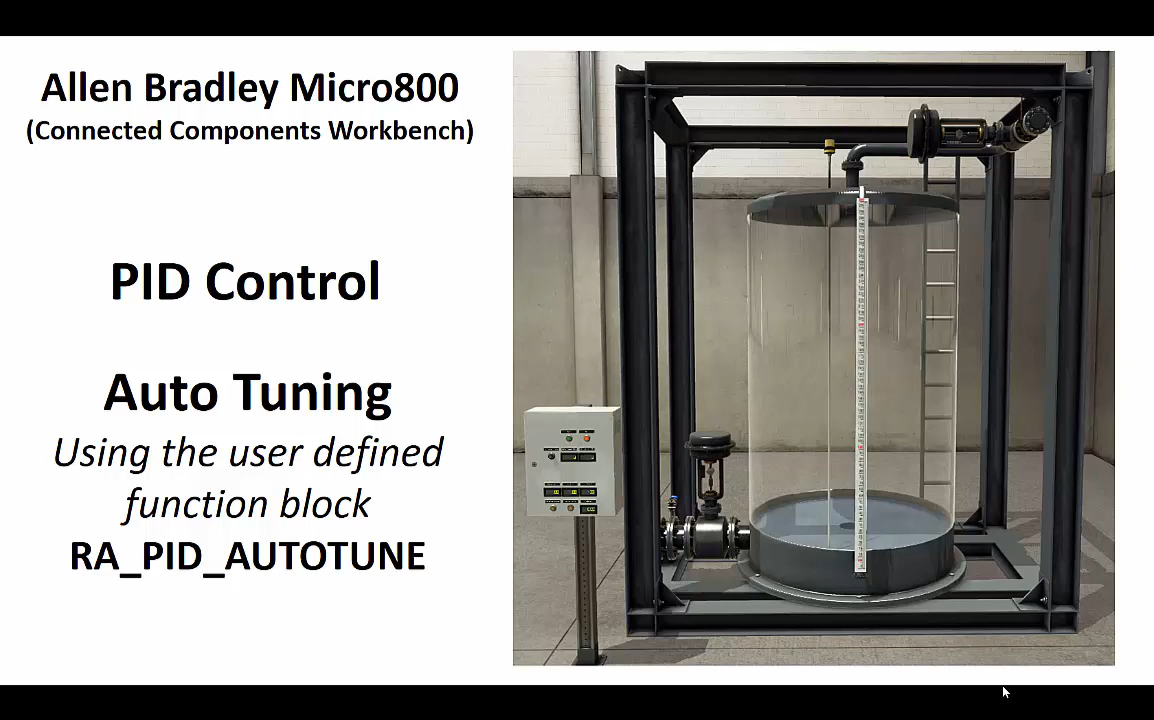 Allen Bradley Micro800
(Connected Components Workbench)
PID Control
Auto Tuning
Using the user defined
function block
RA_PID_AUTOTUNE